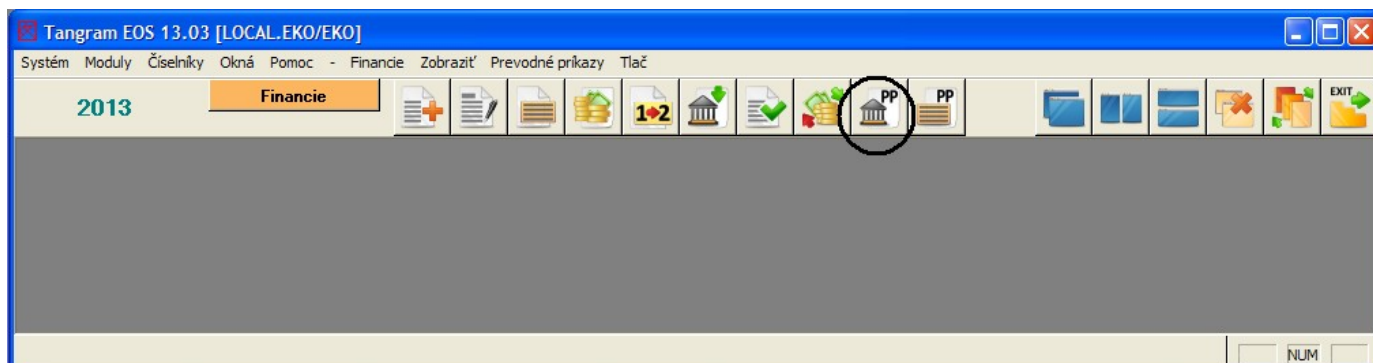 Tangram EOS 13.03 [LOCAL.EKO/EKO]
Systém Moduly Číselníky Okná Pomoc - Financie Zobraziť Prevodné príkazy Tlač
2013 Financie 1 2 PP PP EXIT
NUM